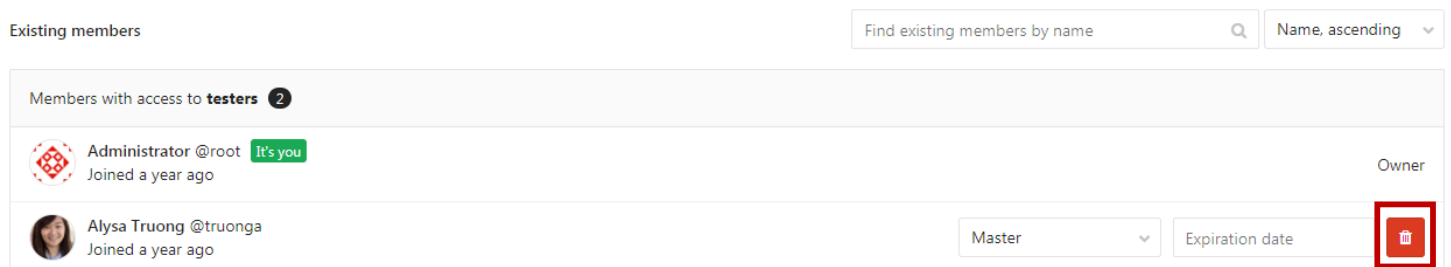 Existing members
Find existing members by name
Name, ascending
Members with access to testers 2
Administrator @root It's you
Joined a year ago
Owner
Alysa Truong @truonga
Joined a year ago
Master
Expiration date